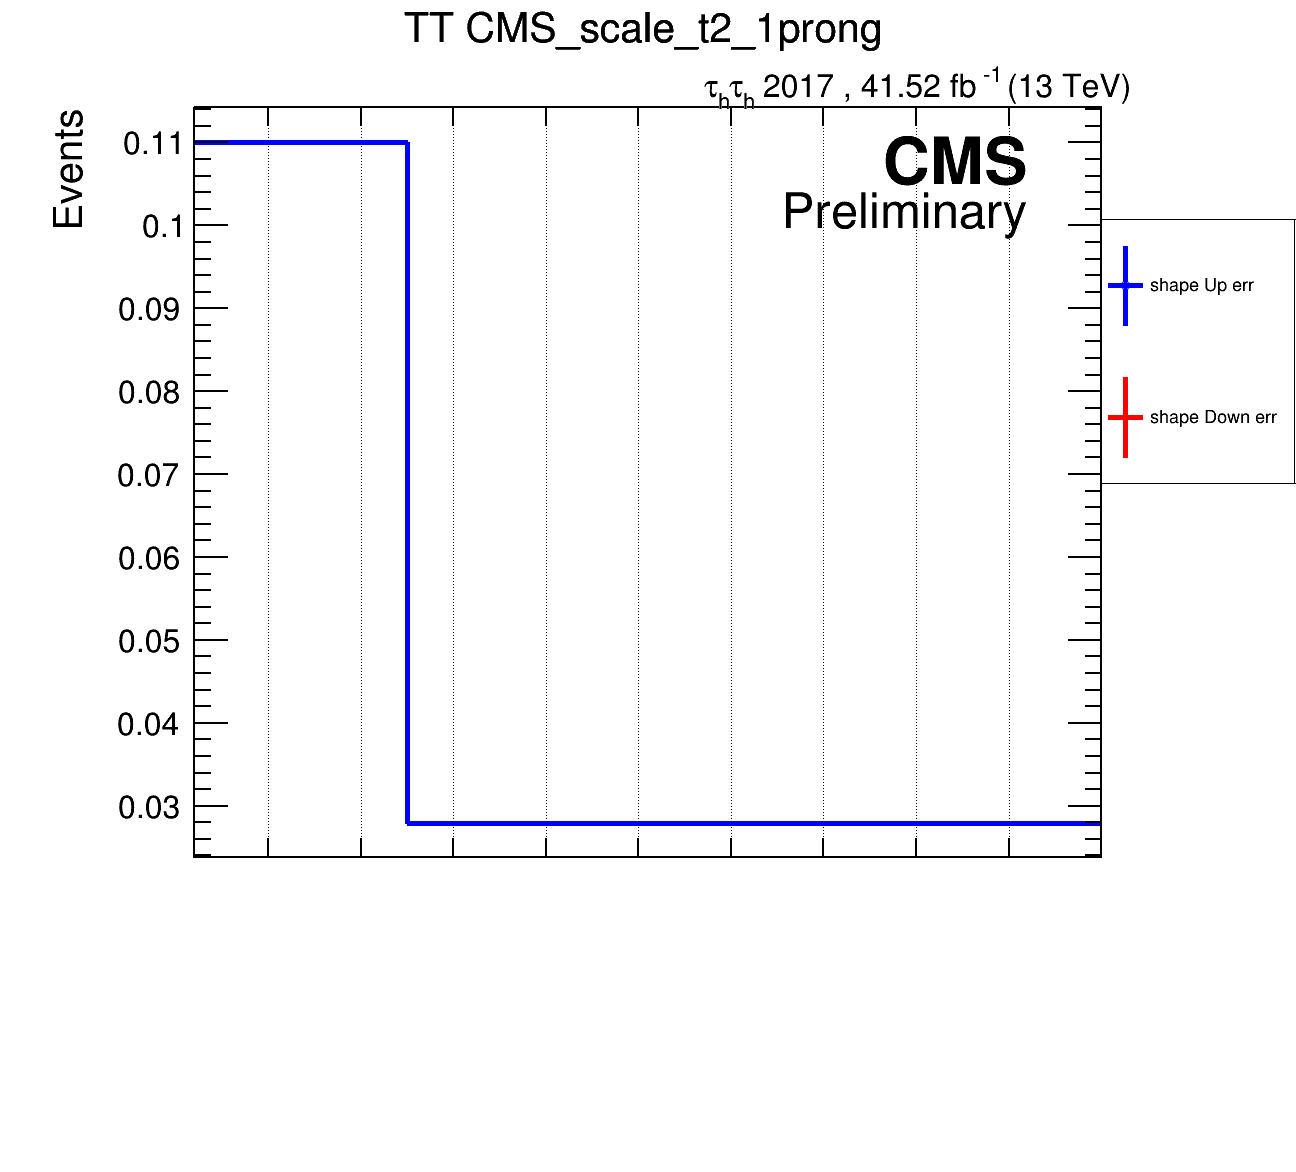 TT CMS_scale_t2_1prong
τhτh 2017 , 41.52 fb -1 (13 TeV)
Events
CMS
Preliminary
0.11
0.1
0.09
0.08
0.07
0.06
0.05
0.04
0.03
shape Up err
shape Down err